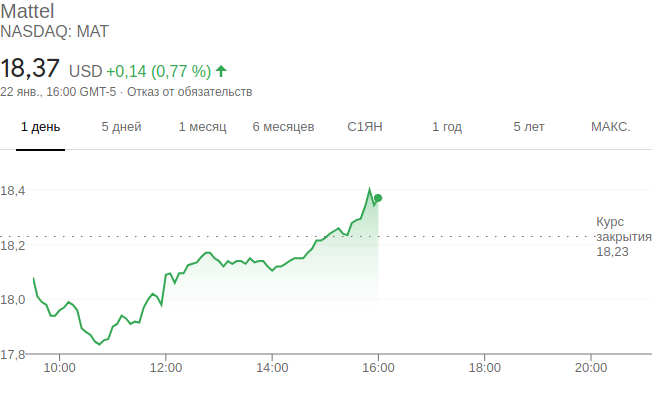 Mattel
NASDAQ: MAT
18,37 USD +0,14 (0,77 %)
22 янв., 16:00 GMT-5 · Отказ от обязательств
1 день 5 дней 1 месяц 6 месяцев С1ЯН 1 год 5 лет МАКС.
18,4
Курс
закрытия
18,2
18,23
18,0
17,8
10:00 12:00 14:00 16:00 18:00 20:00